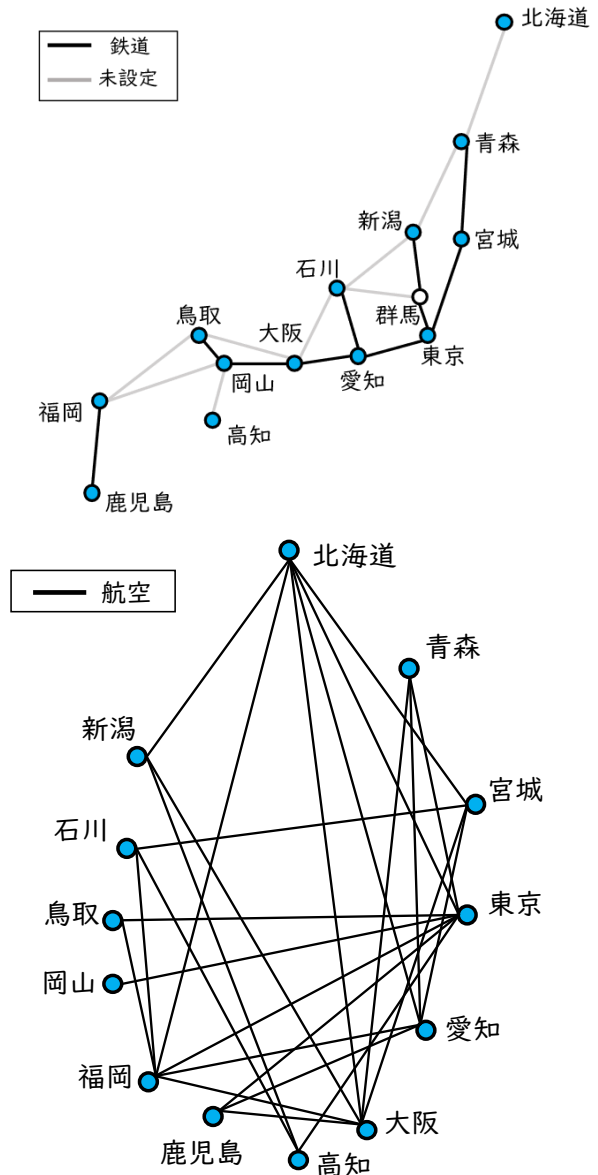 鉄道
未設定
北海道
青森
新潟
宮城
石川
群馬
鳥取
大阪
東京
愛知
岡山
福岡
高知
鹿児島
北海道
航空
青森
新潟
宮城
石川
東京
鳥取
岡山
愛知
福岡
大阪
鹿児島
高知